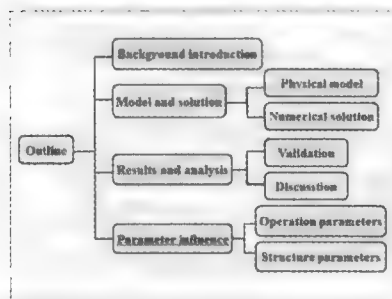 Background introduction
Physical model
Model and solution
Numerical solution
Outline
Validation
Results and analysis
Discussion
Operation parameters
Parameter influence
Structure parameters